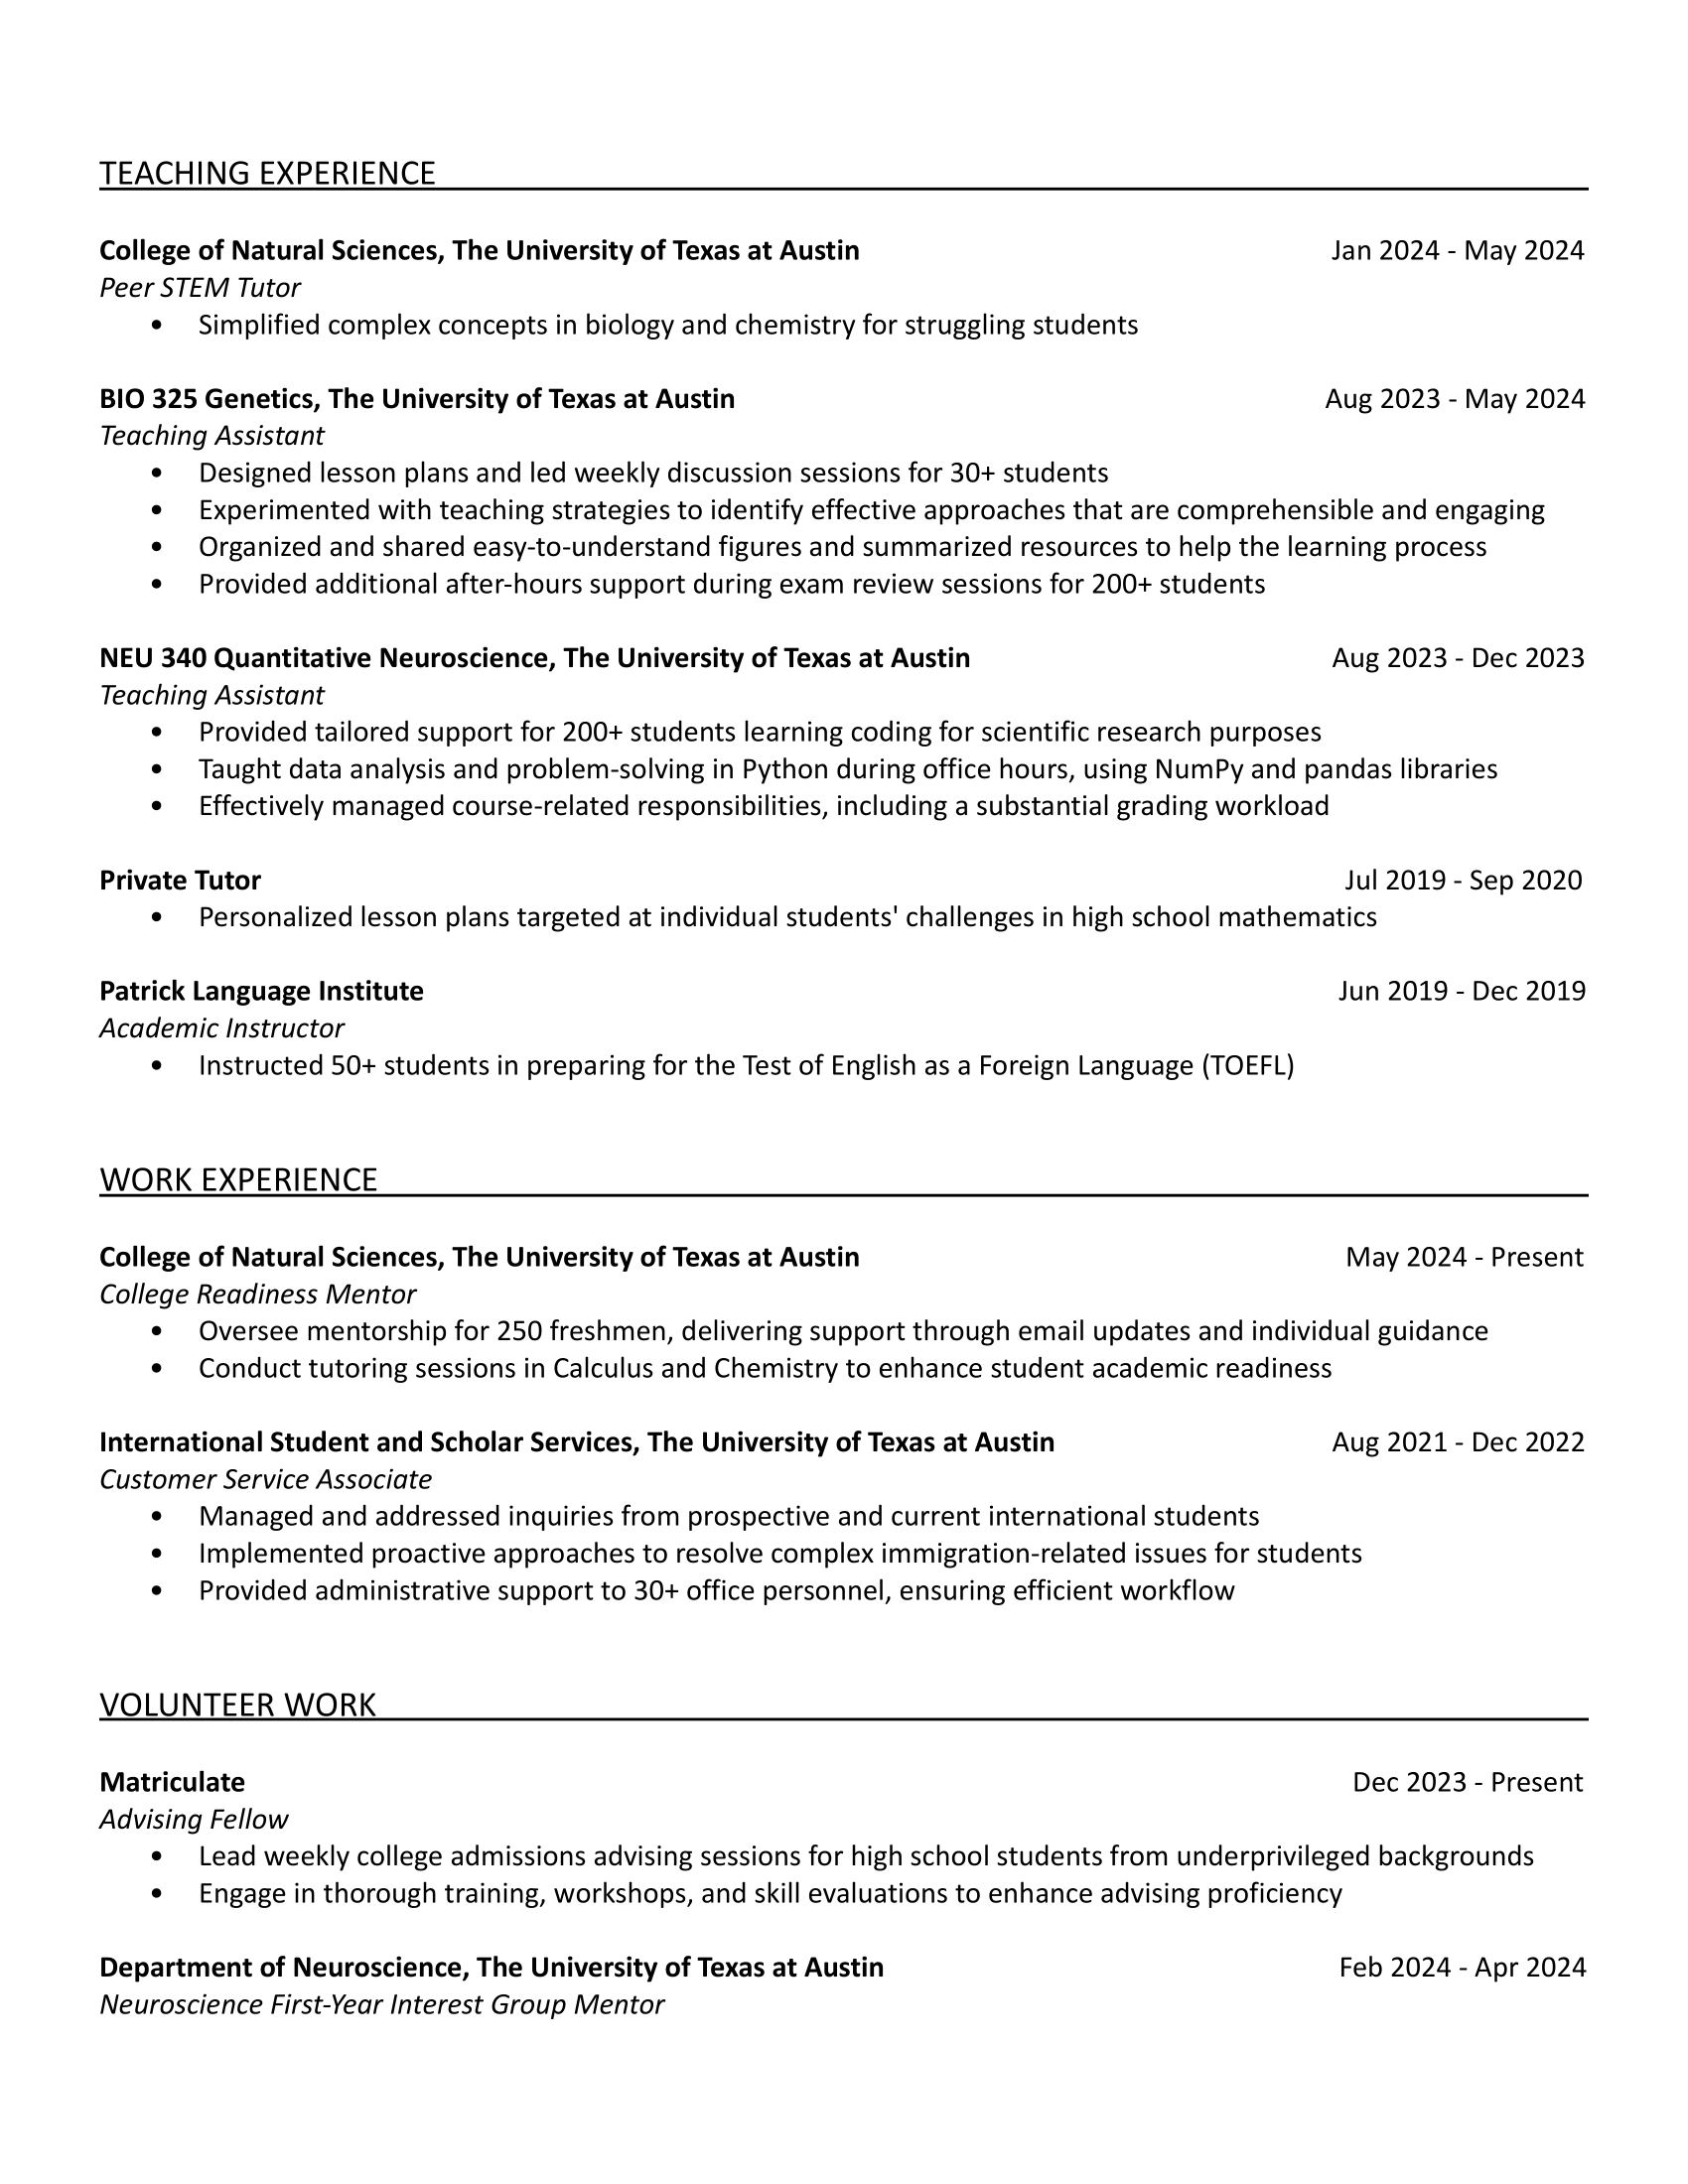 TEACHING EXPERIENCE
College of Natural Sciences, The University of Texas at Austin Jan 2024 - May 2024
Peer STEM Tutor
• Simplified complex concepts in biology and chemistry for struggling students
BIO 325 Genetics, The University of Texas at Austin Aug 2023 - May 2024
Teaching Assistant
• Designed lesson plans and led weekly discussion sessions for 30+ students
• Experimented with teaching strategies to identify effective approaches that are comprehensible and engaging
• Organized and shared easy-to-understand figures and summarized resources to help the learning process
• Provided additional after-hours support during exam review sessions for 200+ students
NEU 340 Quantitative Neuroscience, The University of Texas at Austin Aug 2023 - Dec 2023
Teaching Assistant
• Provided tailored support for 200+ students learning coding for scientific research purposes
• Taught data analysis and problem-solving in Python during office hours, using NumPy and pandas libraries
• Effectively managed course-related responsibilities, including a substantial grading workload
Private Tutor Jul 2019 - Sep 2020
• Personalized lesson plans targeted at individual students' challenges in high school mathematics
Patrick Language Institute Jun 2019 - Dec 2019
Academic Instructor
• Instructed 50+ students in preparing for the Test of English as a Foreign Language (TOEFL)
WORK EXPERIENCE
College of Natural Sciences, The University of Texas at Austin May 2024 - Present
College Readiness Mentor
• Oversee mentorship for 250 freshmen, delivering support through email updates and individual guidance
• Conduct tutoring sessions in Calculus and Chemistry to enhance student academic readiness
International Student and Scholar Services, The University of Texas at Austin Aug 2021 - Dec 2022
Customer Service Associate
• Managed and addressed inquiries from prospective and current international students
• Implemented proactive approaches to resolve complex immigration-related issues for students
• Provided administrative support to 30+ office personnel, ensuring efficient workflow
VOLUNTEER WORK
Matriculate Dec 2023 - Present
Advising Fellow
• Lead weekly college admissions advising sessions for high school students from underprivileged backgrounds
• Engage in thorough training, workshops, and skill evaluations to enhance advising proficiency
Department of Neuroscience, The University of Texas at Austin Feb 2024 - Apr 2024
Neuroscience First-Year Interest Group Mentor